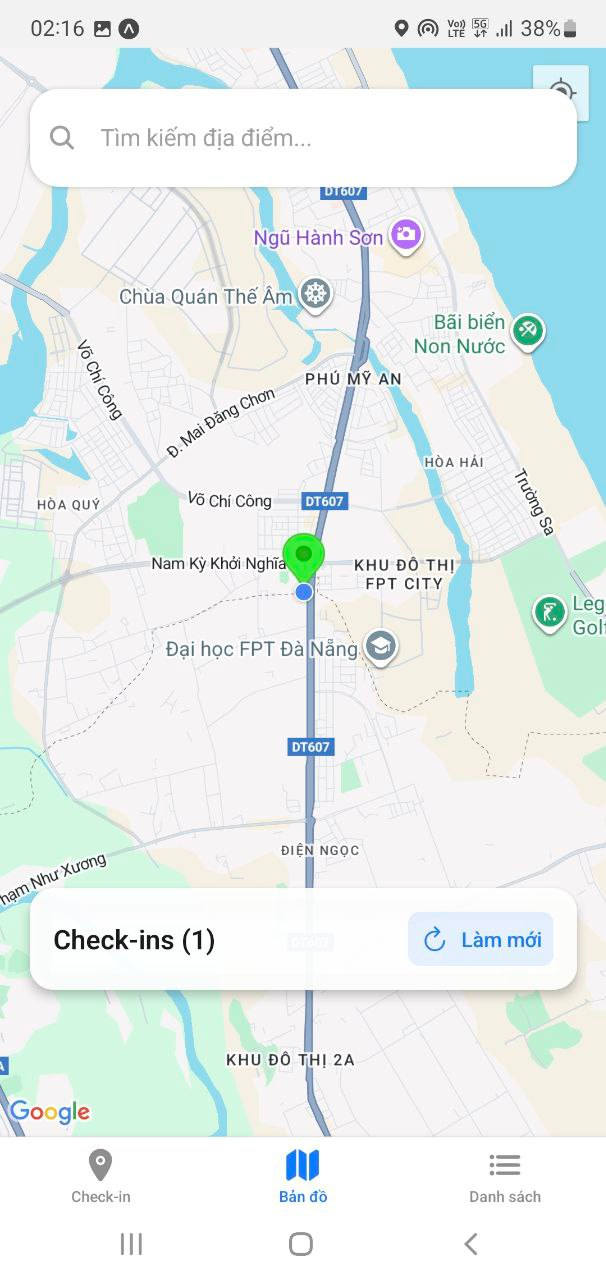 02:16
Vo))
LTE
5G
38%
Tìm kiếm địa điểm...
DT607
Ngũ Hành Sơn
Chùa Quán Thế Âm
Bãi biển
Non Nước
Võ Chí Công
PHÚ MỸ AN
Đ. Mai Đăng Chơn
HÒA HẢI
Trường Sa
HÒA QUÝ
Võ Chí Công
DT607
Nam Kỳ Khởi Nghĩa
KHU ĐÔ THỊ
FPT CITY
Leg
Golf
Đại học FPT Đà Nẵng
DT607
ĐIỆN NGỌC
hạm Như Xương
Check-ins (1)
DT607
Làm mới
KHU ĐÔ THỊ 2A
Google
Check-in
Bản đồ
Danh sách